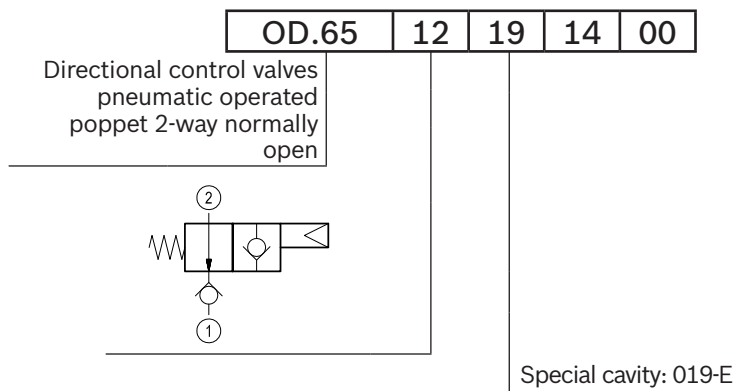 OD.65 12 19 14 00
Directional control valves
pneumatic operated
poppet 2-way normally
open
2
1
Special cavity: 019-E